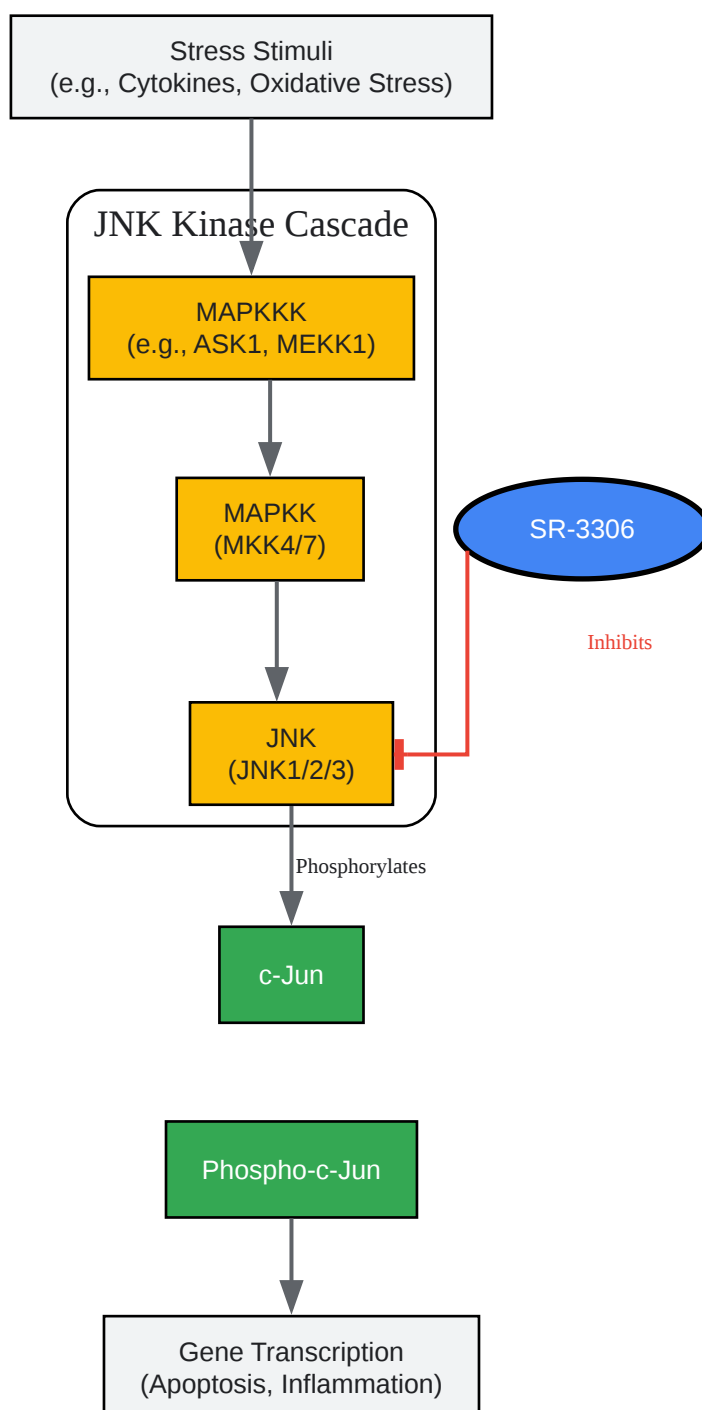 Stress Stimuli
(e.g., Cytokines, Oxidative Stress)
JNK Kinase Cascade
MAPKKK
(e.g., ASK1, MEKK1)
MAPKK
(MKK4/7)
SR-3306
Inhibits
JNK
(JNK1/2/3)
Phosphorylates
c-Jun
Phospho-c-Jun
Gene Transcription
(Apoptosis, Inflammation)